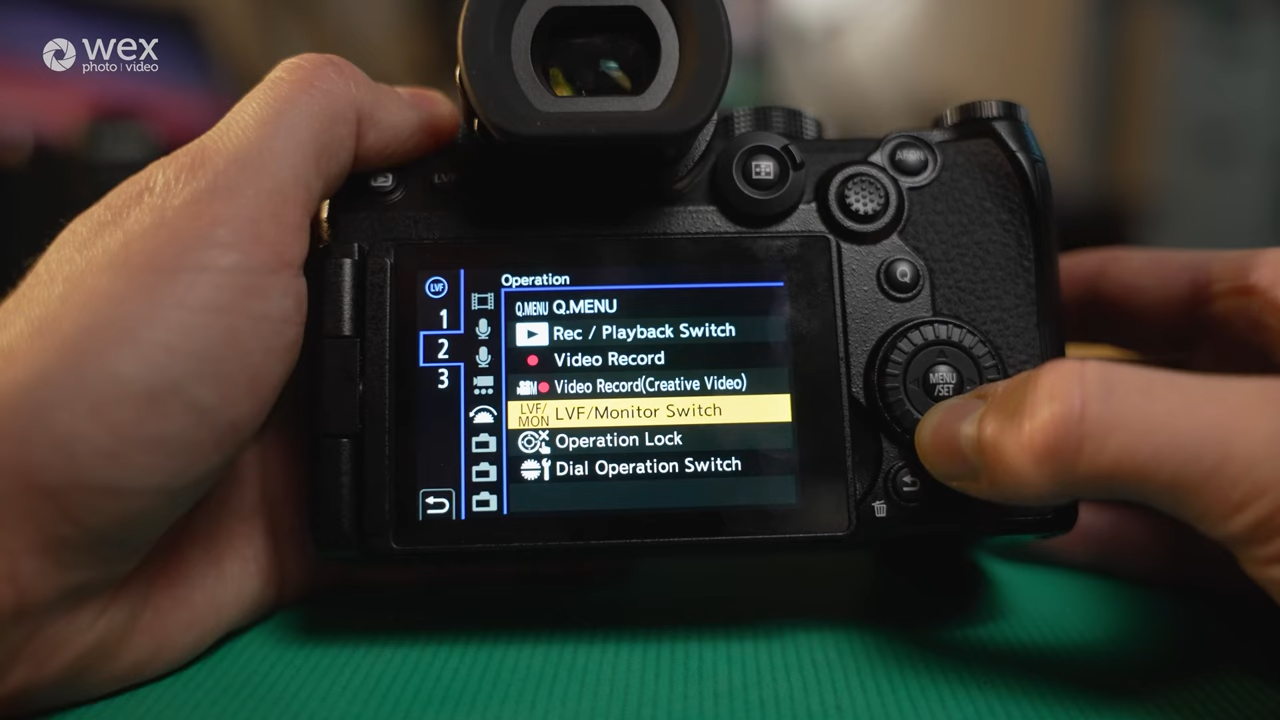 wex
photo | video
LVF
AF ON
Q
MENU
/SET
LVF
1
2
3
Operation
Q.MENU Q.MENU
Rec / Playback Switch
Video Record
Video Record(Creative Video)
LVF/
MON LVF/Monitor Switch
Operation Lock
Dial Operation Switch